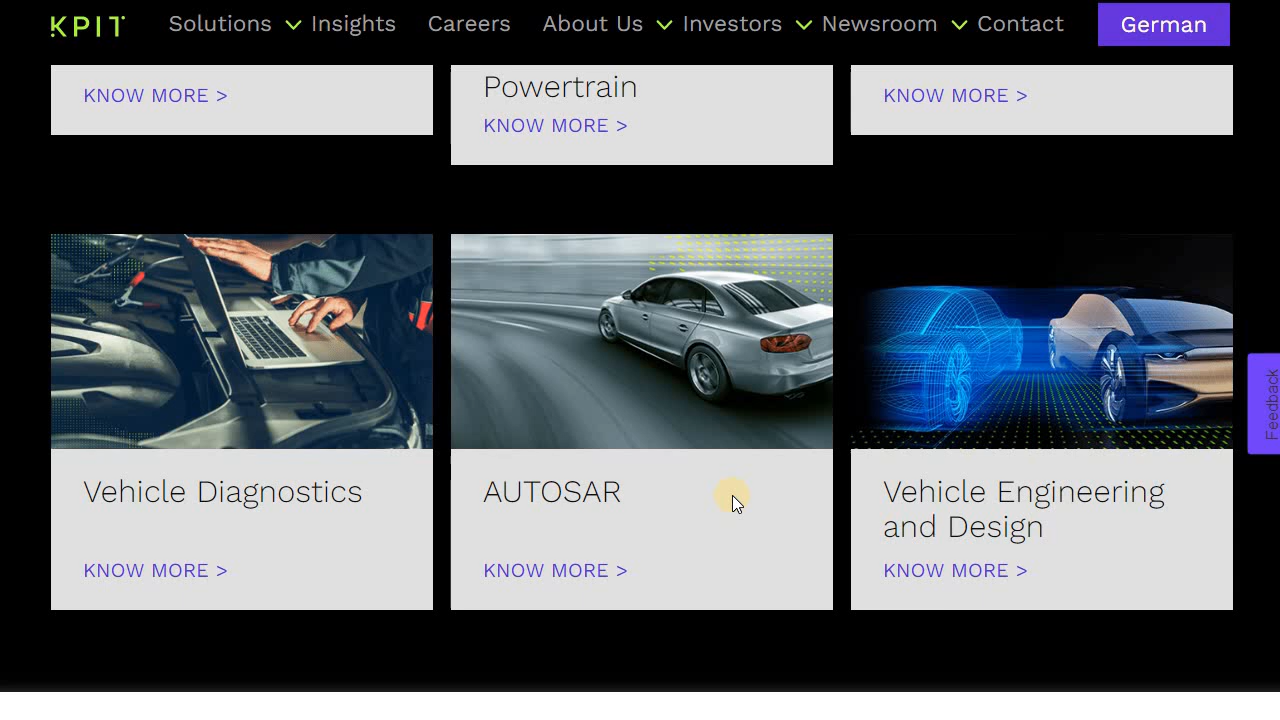 KPIT Solutions Insights Careers About Us Investors Newsroom Contact German
KNOW MORE >
Powertrain
KNOW MORE >
KNOW MORE >
Vehicle Diagnostics
KNOW MORE >
AUTOSAR
KNOW MORE >
Vehicle Engineering
and Design
KNOW MORE >
Feedback